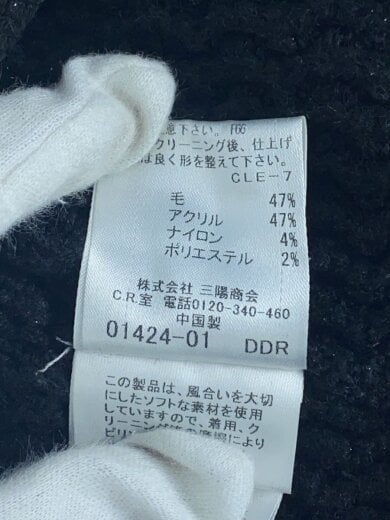 意下さい。 F66
クリーニング後、仕上げ
は良く形を整えて下さい。
CLE-7
毛 47%
アクリル 47%
ナイロン 4%
ポリエステル 2%
株式会社 三陽商会
C.R.室 電話0120-340-460
中国製
01424-01 DDR
この製品は、風合いを大切
にしたソフトな素材を使用
していますので、着用、ク
リーニング
ピリン